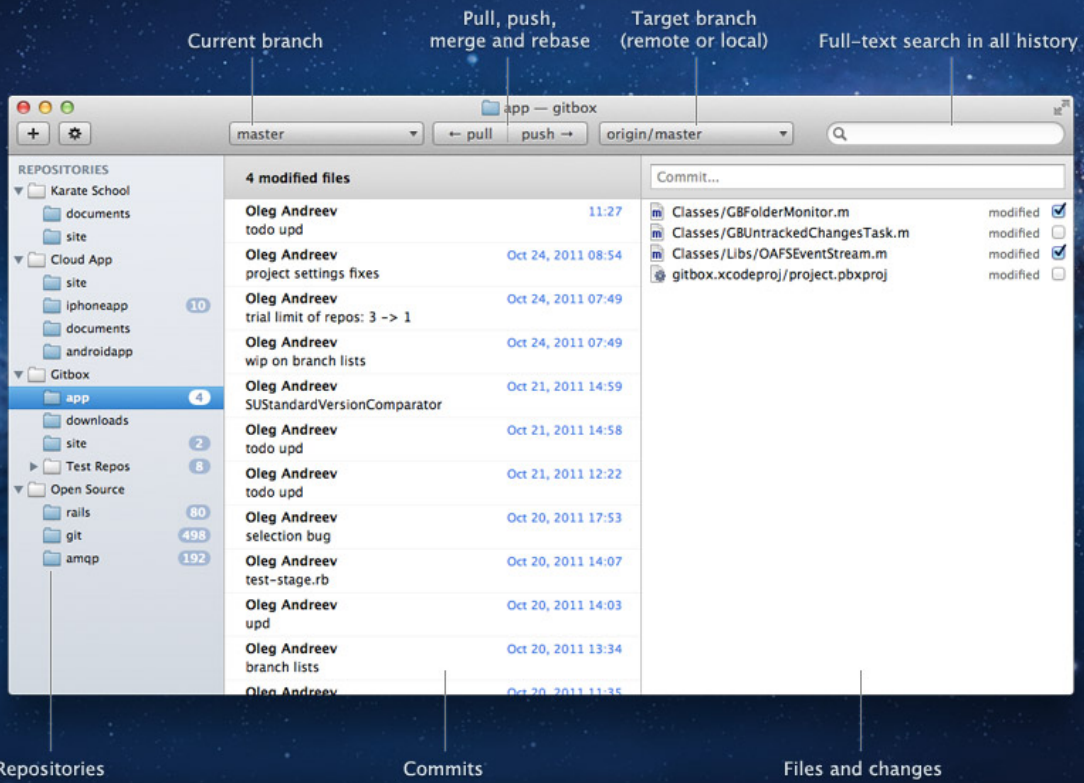 Pull, push,
merge and rebase
Target branch
(remote or local)
Current branch
Full-text search in all history
app — gitbox
+
master
← pull
push →
origin/master
REPOSITORIES
Karate School
documents
site
Cloud App
site
iphoneapp 10
documents
androidapp
Gitbox
app 4
downloads
site 2
Test Repos 8
Open Source
rails 80
git 498
amqp 192
4 modified files
Oleg Andreev 11:27
todo upd
Oleg Andreev Oct 24, 2011 08:54
project settings fixes
Oleg Andreev Oct 24, 2011 07:49
trial limit of repos: 3 -> 1
Oleg Andreev Oct 24, 2011 07:49
wip on branch lists
Oleg Andreev Oct 21, 2011 14:59
SUStandardVersionComparator
Oleg Andreev Oct 21, 2011 14:58
todo upd
Oleg Andreev Oct 21, 2011 12:22
todo upd
Oleg Andreev Oct 20, 2011 17:53
selection bug
Oleg Andreev Oct 20, 2011 14:07
test-stage.rb
Oleg Andreev Oct 20, 2011 14:03
upd
Oleg Andreev Oct 20, 2011 13:34
branch lists
Oleg Andreev Oct 20, 2011 11:35
Commit...
m Classes/GBFolderMonitor.m modified
m Classes/GBUntrackedChangesTask.m modified
m Classes/Libs/OAFSEventStream.m modified
gitbox.xcodeproj/project.pbxproj modified
Repositories
Commits
Files and changes